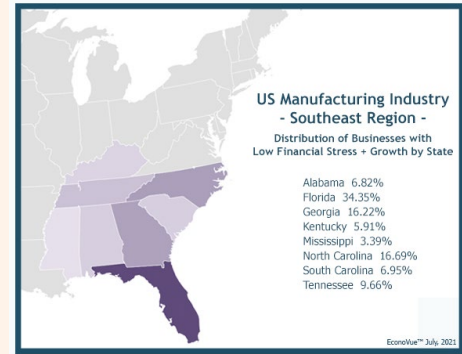 US Manufacturing Industry
- Southeast Region -
Distribution of Businesses with
Low Financial Stress + Growth by State
Alabama 6.82%
Florida 34.35%
Georgia 16.22%
Kentucky 5.91%
Mississippi 3.39%
North Carolina 16.69%
South Carolina 6.95%
Tennessee 9.66%
EconoVue™ July, 2021